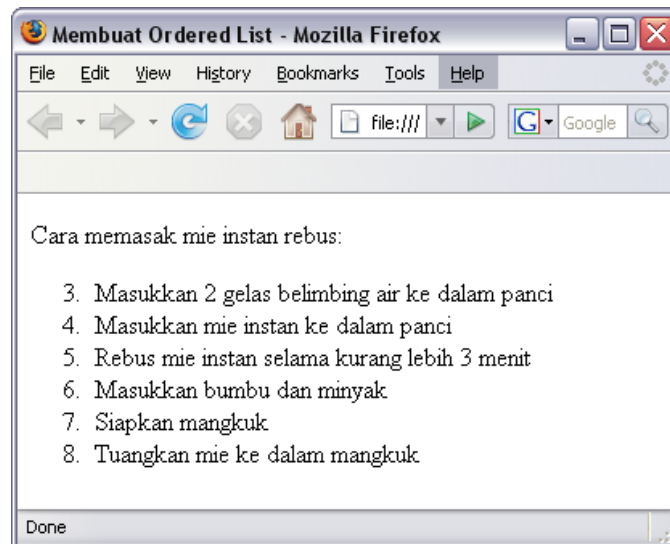 Membuat Ordered List - Mozilla Firefox
File Edit View History Bookmarks Tools Help
file:/// G Google
Cara memasak mie instan rebus:
3. Masukkan 2 gelas belimbing air ke dalam panci
4. Masukkan mie instan ke dalam panci
5. Rebus mie instan selama kurang lebih 3 menit
6. Masukkan bumbu dan minyak
7. Siapkan mangkuk
8. Tuangkan mie ke dalam mangkuk
Done